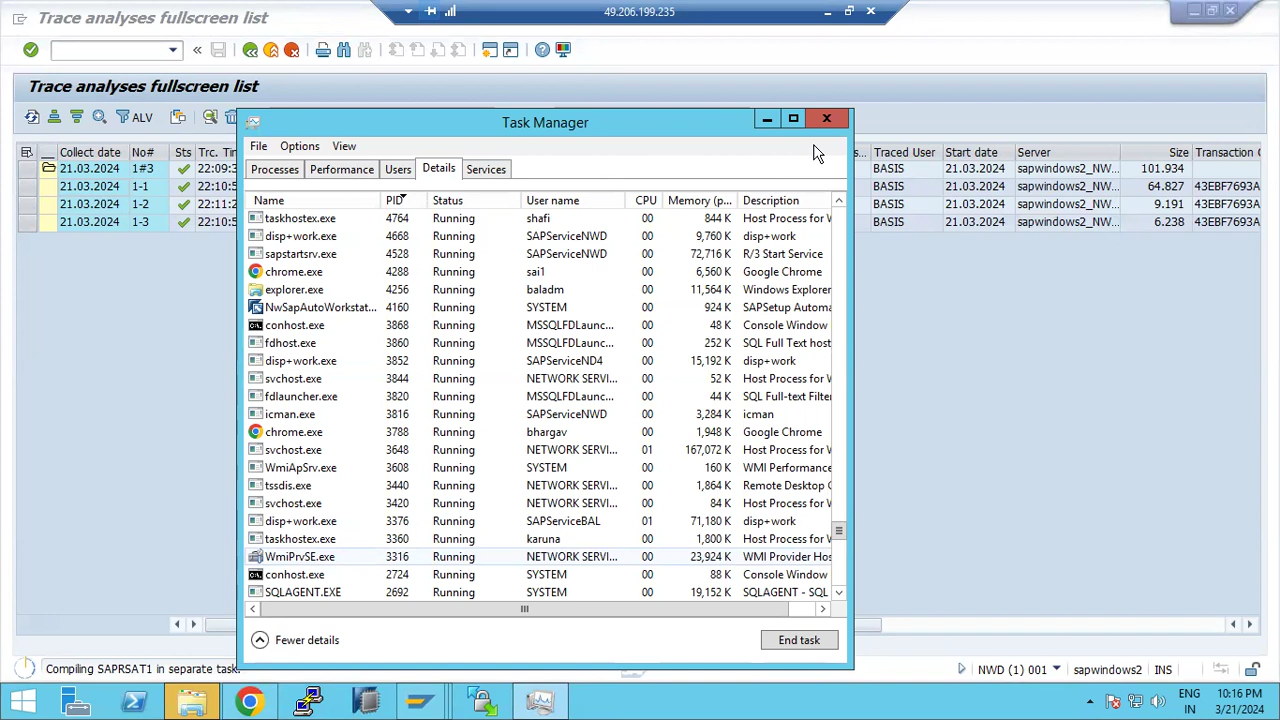 Trace analyses fullscreen list
49.206.199.235
Trace analyses fullscreen list
ALV
Collect date No# Sts Trc. Tim Traced User Start date Server Size Transaction C
21.03.2024 1#3 22:09:3 BASIS 21.03.2024 sapwindows2_NW... 101.934
21.03.2024 1-1 22:10:5 BASIS 21.03.2024 sapwindows2_NW... 64.827 43EBF7693A
21.03.2024 1-2 22:11:2 BASIS 21.03.2024 sapwindows2_NW... 9.191 43EBF7693A
21.03.2024 1-3 22:10:5 BASIS 21.03.2024 sapwindows2_NW... 6.238 43EBF7693A
Task Manager
File Options View
Processes Performance Users Details Services
Name PID Status User name CPU Memory (p... Description
taskhostex.exe 4764 Running shafi 00 844 K Host Process for W
disp+work.exe 4668 Running SAPServiceNWD 00 9,760 K disp+work
sapstartsrv.exe 4528 Running SAPServiceNWD 00 72,716 K R/3 Start Service
chrome.exe 4288 Running sai1 00 6,560 K Google Chrome
explorer.exe 4256 Running baladm 00 11,564 K Windows Explorer
NwSapAutoWorkstat... 4160 Running SYSTEM 00 924 K SAPSetup Automa
conhost.exe 3868 Running MSSQLFDLaunc... 00 48 K Console Window
fdhost.exe 3860 Running MSSQLFDLaunc... 00 252 K SQL Full Text host
disp+work.exe 3852 Running SAPServiceND4 00 15,192 K disp+work
svchost.exe 3844 Running NETWORK SERVI... 00 52 K Host Process for W
fdlauncher.exe 3820 Running MSSQLFDLaunc... 00 44 K SQL Full-text Filter
icman.exe 3816 Running SAPServiceNWD 00 3,284 K icman
chrome.exe 3788 Running bhargav 00 1,948 K Google Chrome
svchost.exe 3648 Running NETWORK SERVI... 01 167,072 K Host Process for W
WmiApSrv.exe 3608 Running SYSTEM 00 160 K WMI Performance
tssdis.exe 3440 Running NETWORK SERVI... 00 1,864 K Remote Desktop C
svchost.exe 3420 Running NETWORK SERVI... 00 84 K Host Process for W
disp+work.exe 3376 Running SAPServiceBAL 01 71,180 K disp+work
taskhostex.exe 3360 Running karuna 00 1,800 K Host Process for W
WmiPrvSE.exe 3316 Running NETWORK SERVI... 00 23,924 K WMI Provider Hos
conhost.exe 2724 Running SYSTEM 00 88 K Console Window
SQLAGENT.EXE 2692 Running SYSTEM 00 19,152 K SQLAGENT - SQL
Fewer details End task
Compiling SAPRSAT1 in separate task. NWD (1) 001 sapwindows2 INS
ENG 10:16 PM
IN 3/21/2024